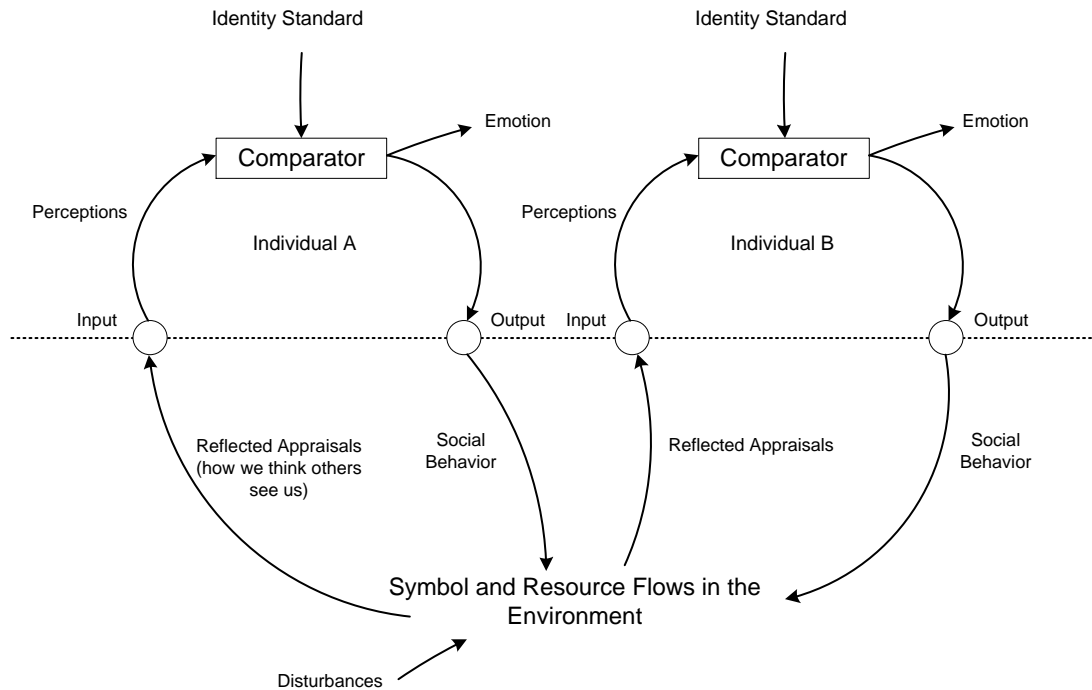 Identity Standard
Identity Standard
Emotion
Emotion
Comparator
Comparator
Perceptions
Perceptions
Individual A
Individual B
Input
Output
Input
Output
Reflected Appraisals
(how we think others
see us)
Social
Behavior
Reflected Appraisals
Social
Behavior
Symbol and Resource Flows in the
Environment
Disturbances